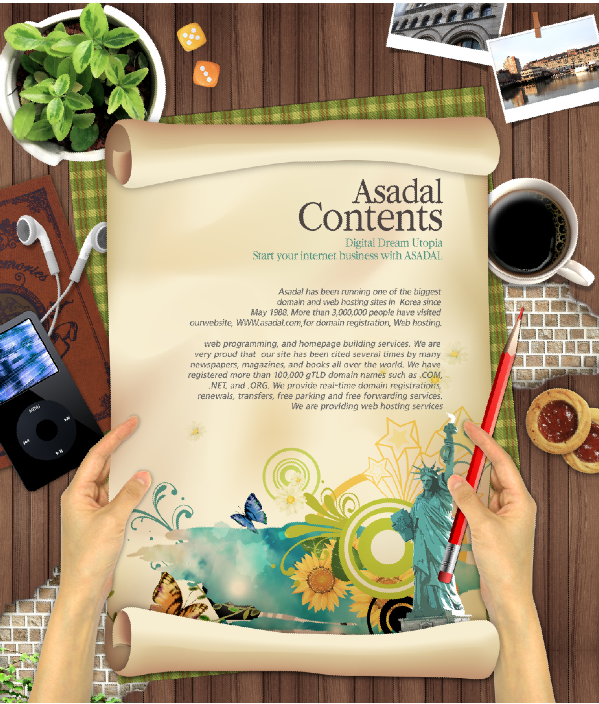 Asadal
Contents
Digital Dream Utopia
Start your internet business with ASADAL
Asadal has been running one of the biggest
domain and web hosting sites in Korea since
May 1988. More than 3,000,000 people have visited
ourwebsite, WWW.asadal.com,for domain registration, Web hosting.
web programming, and homepage building services. We are
very proud that our site has been cited several times by many
newspapers, magazines, and books all over the world. We have
registered more than 100,000 gTLD domain names such as .COM,
.NET, and .ORG. We provide real-time domain registrations,
renewals, transfers, free parking and free forwarding services.
We are providing web hosting services
MENU